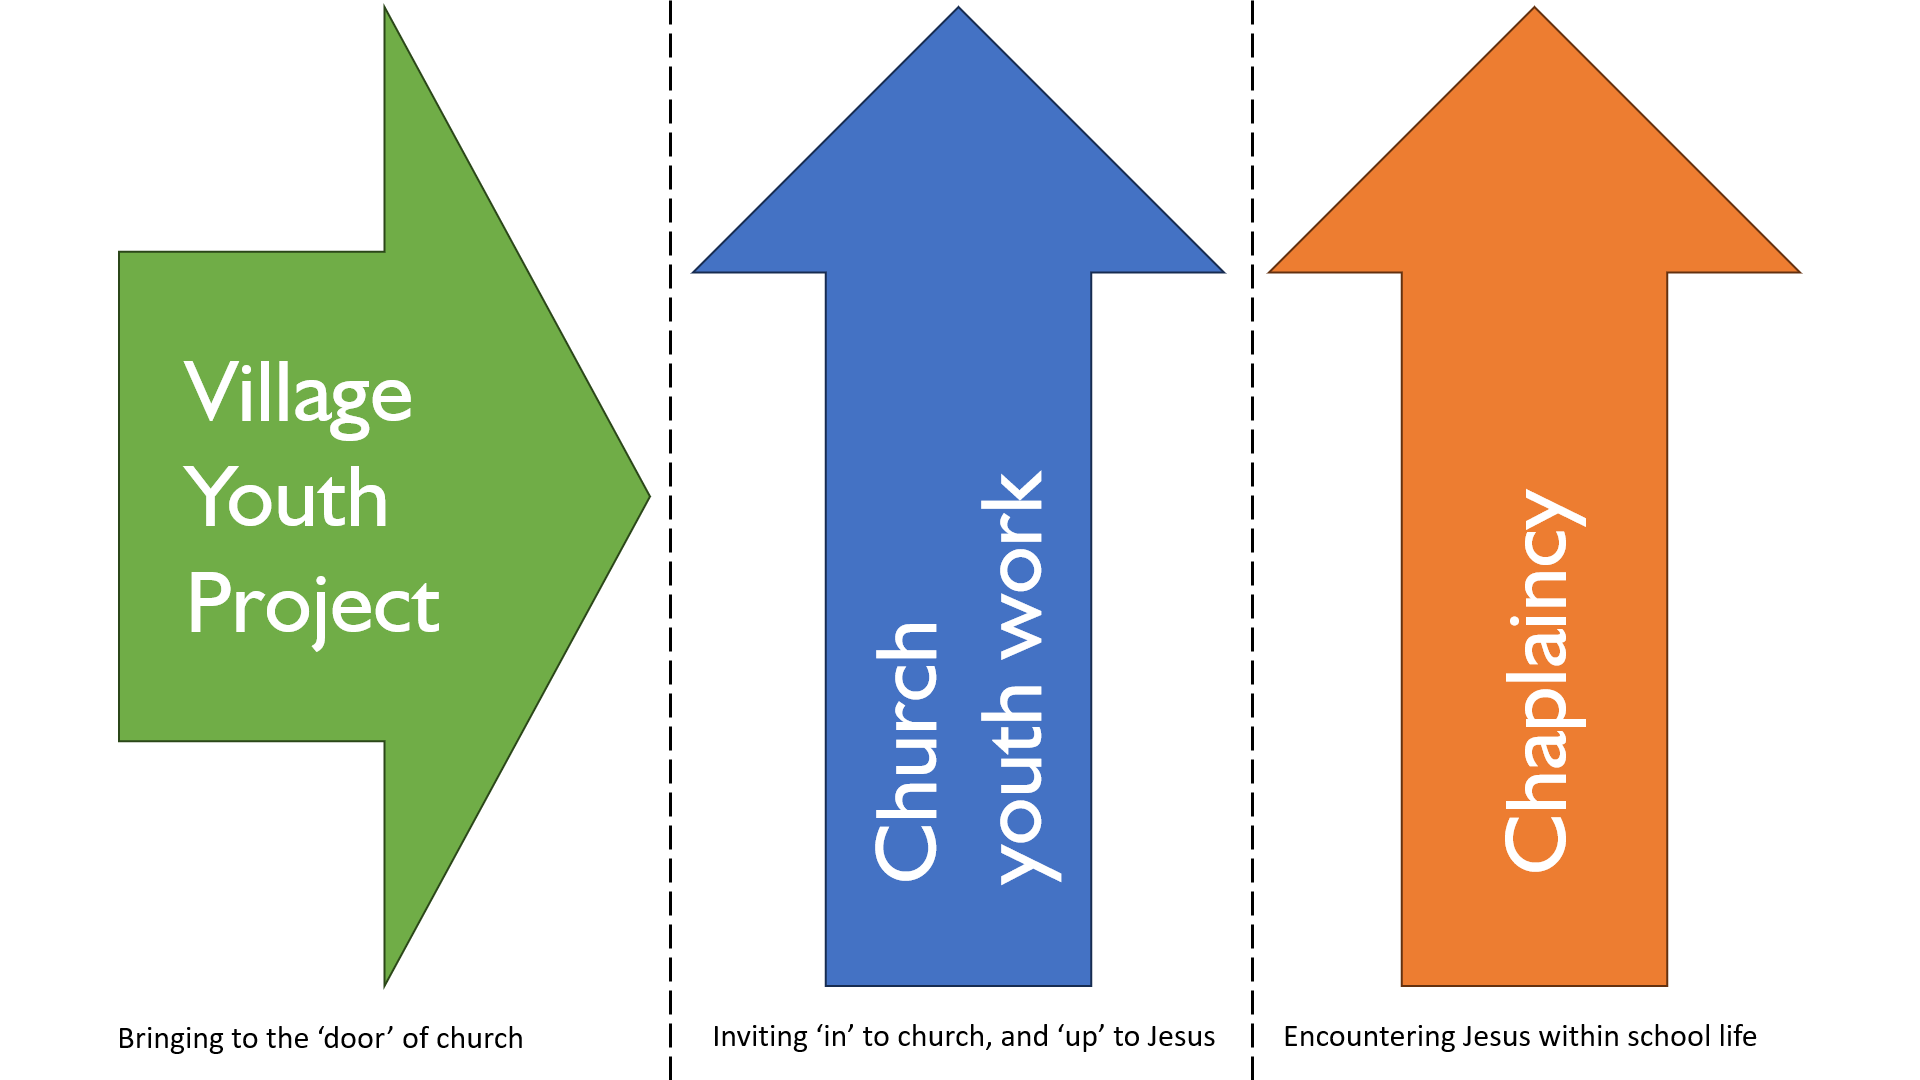 Village
Youth
Project
Church
youth work
Chaplaincy
Bringing to the ‘door’ of church
Inviting ‘in’ to church, and ‘up’ to Jesus
Encountering Jesus within school life